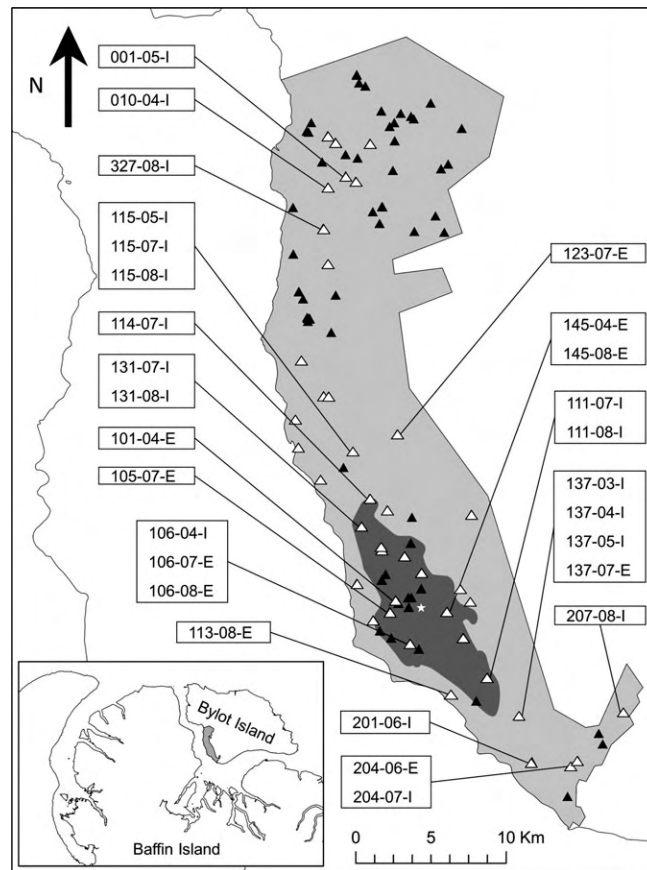 N
001-05-I
010-04-I
327-08-I
115-05-I
115-07-I
115-08-I
114-07-I
131-07-I
131-08-I
101-04-E
105-07-E
106-04-I
106-07-E
106-08-E
113-08-E
123-07-E
145-04-E
145-08-E
111-07-I
111-08-I
137-03-I
137-04-I
137-05-I
137-07-E
207-08-I
201-06-I
204-06-E
204-07-I
Bylot Island
Baffin Island
0 5 10 Km